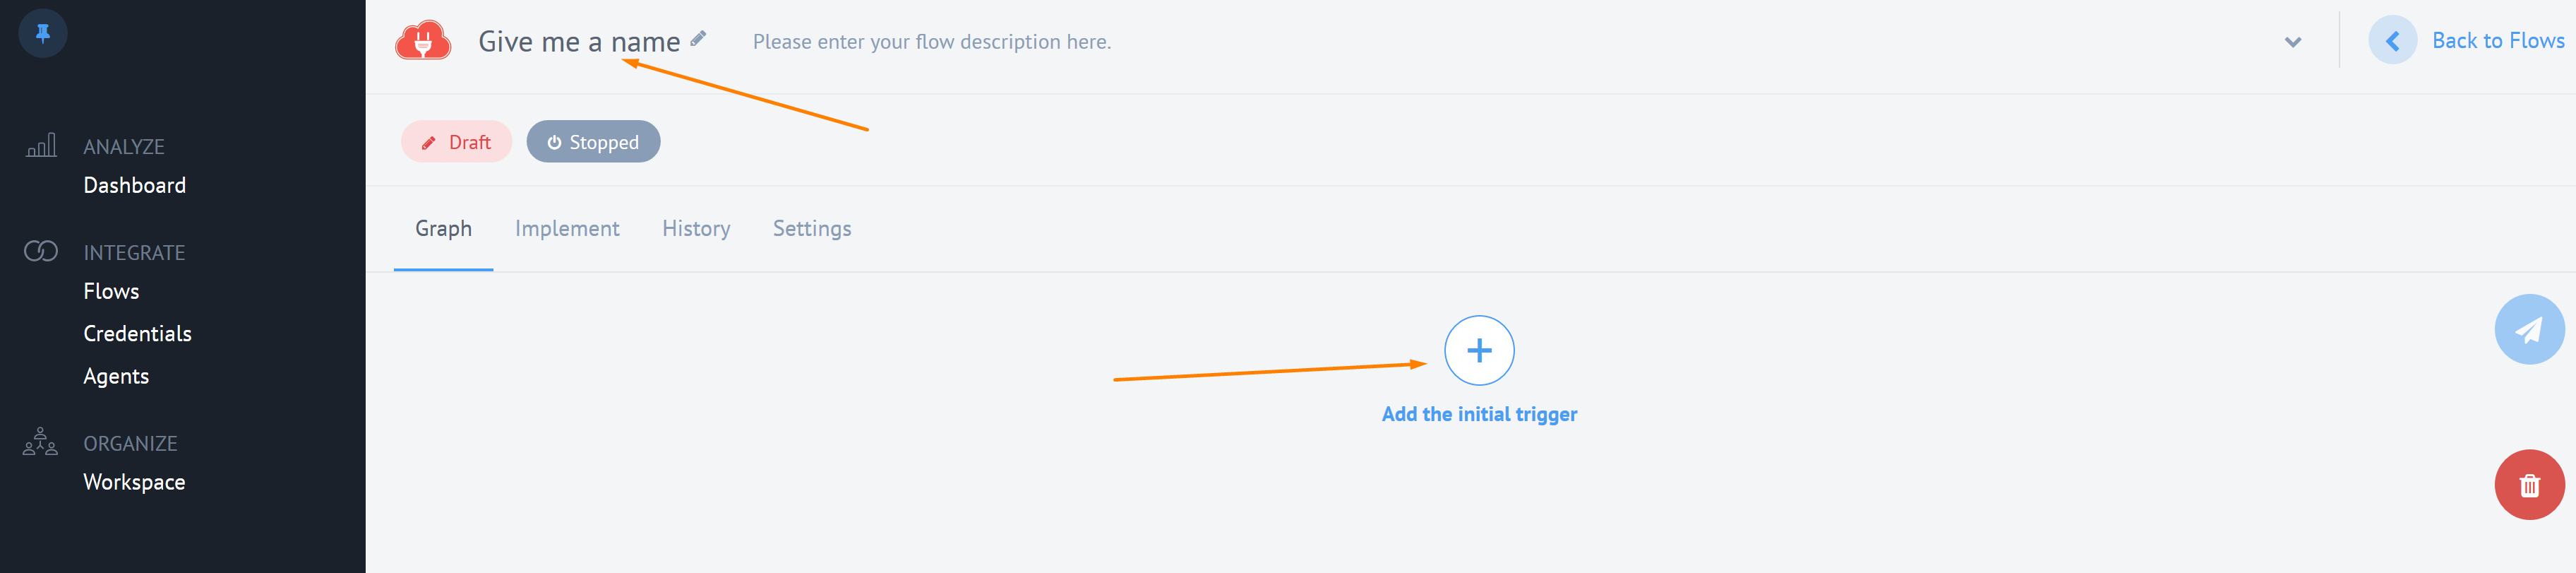 Give me a name
Please enter your flow description here.
Back to Flows
ANALYZE
Dashboard
INTEGRATE
Flows
Credentials
Agents
ORGANIZE
Workspace
Draft
Stopped
Graph
Implement
History
Settings
Add the initial trigger